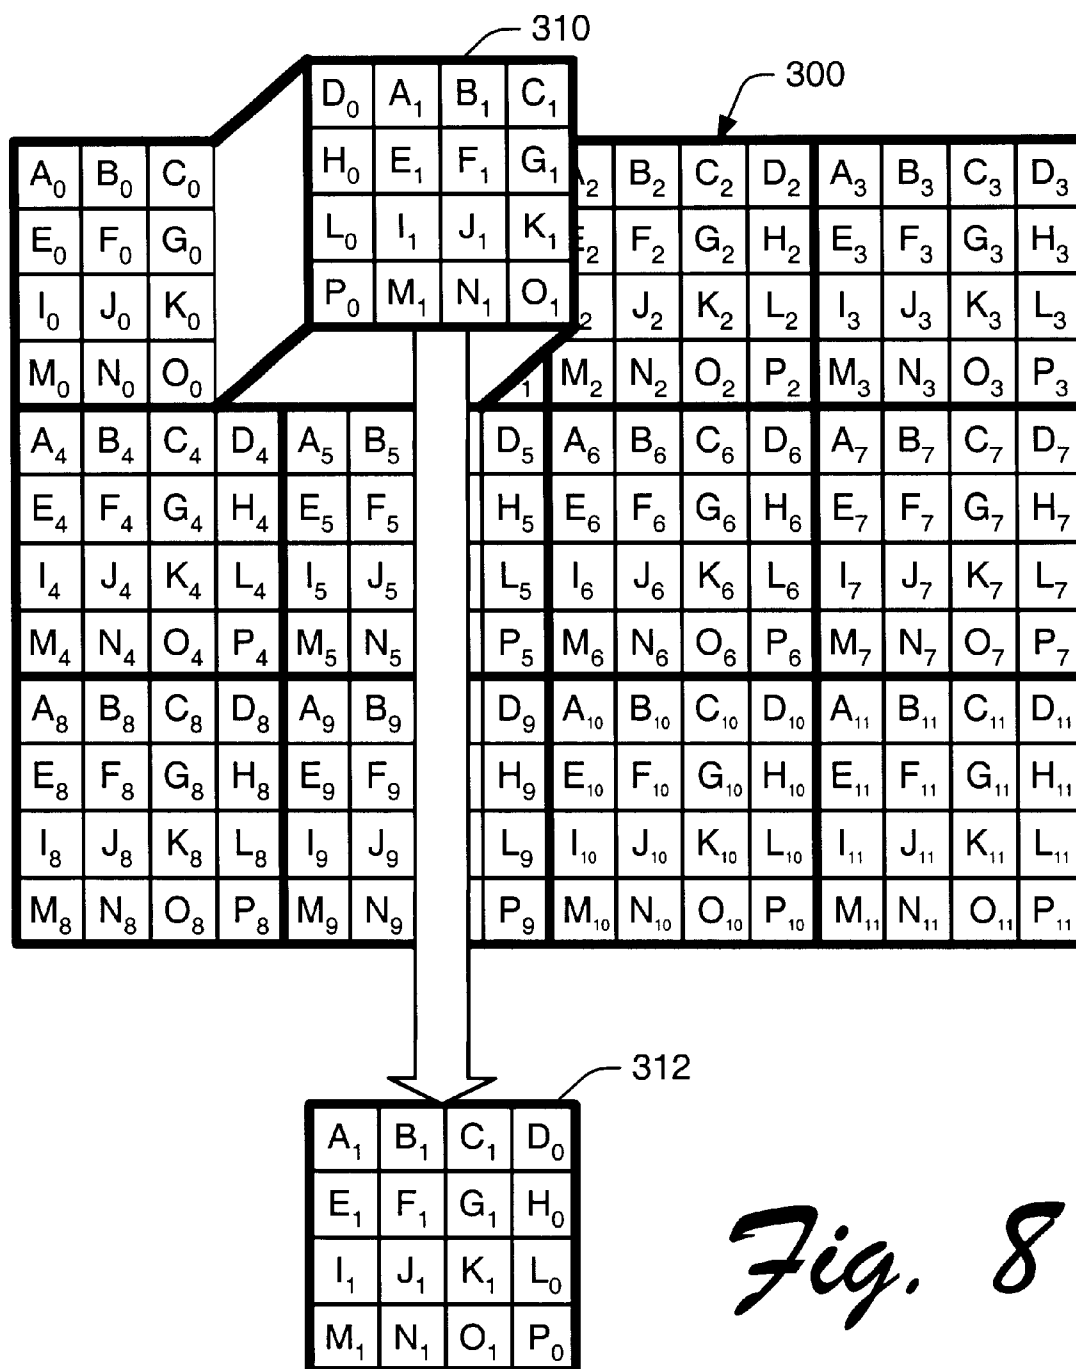 310
300
D₀ A₁ B₁ C₁
H₀ E₁ F₁ G₁
L₀ I₁ J₁ K₁
P₀ M₁ N₁ O₁
A₀ B₀ C₀ A₂ B₂ C₂ D₂ A₃ B₃ C₃ D₃
E₀ F₀ G₀ E₂ F₂ G₂ H₂ E₃ F₃ G₃ H₃
I₀ J₀ K₀ ₂ J₂ K₂ L₂ I₃ J₃ K₃ L₃
M₀ N₀ O₀ ₁ M₂ N₂ O₂ P₂ M₃ N₃ O₃ P₃
A₄ B₄ C₄ D₄ A₅ B₅ D₅ A₆ B₆ C₆ D₆ A₇ B₇ C₇ D₇
E₄ F₄ G₄ H₄ E₅ F₅ H₅ E₆ F₆ G₆ H₆ E₇ F₇ G₇ H₇
I₄ J₄ K₄ L₄ I₅ J₅ L₅ I₆ J₆ K₆ L₆ I₇ J₇ K₇ L₇
M₄ N₄ O₄ P₄ M₅ N₅ P₅ M₆ N₆ O₆ P₆ M₇ N₇ O₇ P₇
A₈ B₈ C₈ D₈ A₉ B₉ D₉ A₁₀ B₁₀ C₁₀ D₁₀ A₁₁ B₁₁ C₁₁ D₁₁
E₈ F₈ G₈ H₈ E₉ F₉ H₉ E₁₀ F₁₀ G₁₀ H₁₀ E₁₁ F₁₁ G₁₁ H₁₁
I₈ J₈ K₈ L₈ I₉ J₉ L₉ I₁₀ J₁₀ K₁₀ L₁₀ I₁₁ J₁₁ K₁₁ L₁₁
M₈ N₈ O₈ P₈ M₉ N₉ P₉ M₁₀ N₁₀ O₁₀ P₁₀ M₁₁ N₁₁ O₁₁ P₁₁
312
A₁ B₁ C₁ D₀
E₁ F₁ G₁ H₀
I₁ J₁ K₁ L₀
M₁ N₁ O₁ P₀
Fig. 8